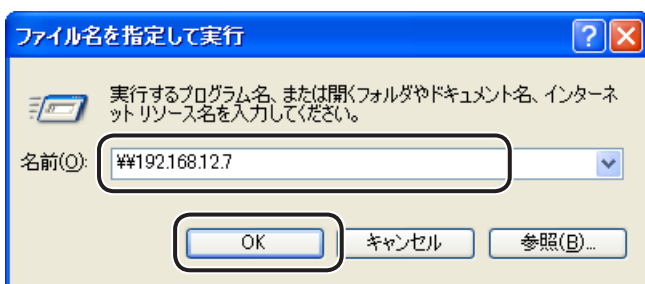 ファイル名を指定して実行
実行するプログラム名、または開くフォルダやドキュメント名、インターネ
ット リソース名を入力してください。
名前(O): ¥¥192.168.12.7
OK キャンセル 参照(B)...